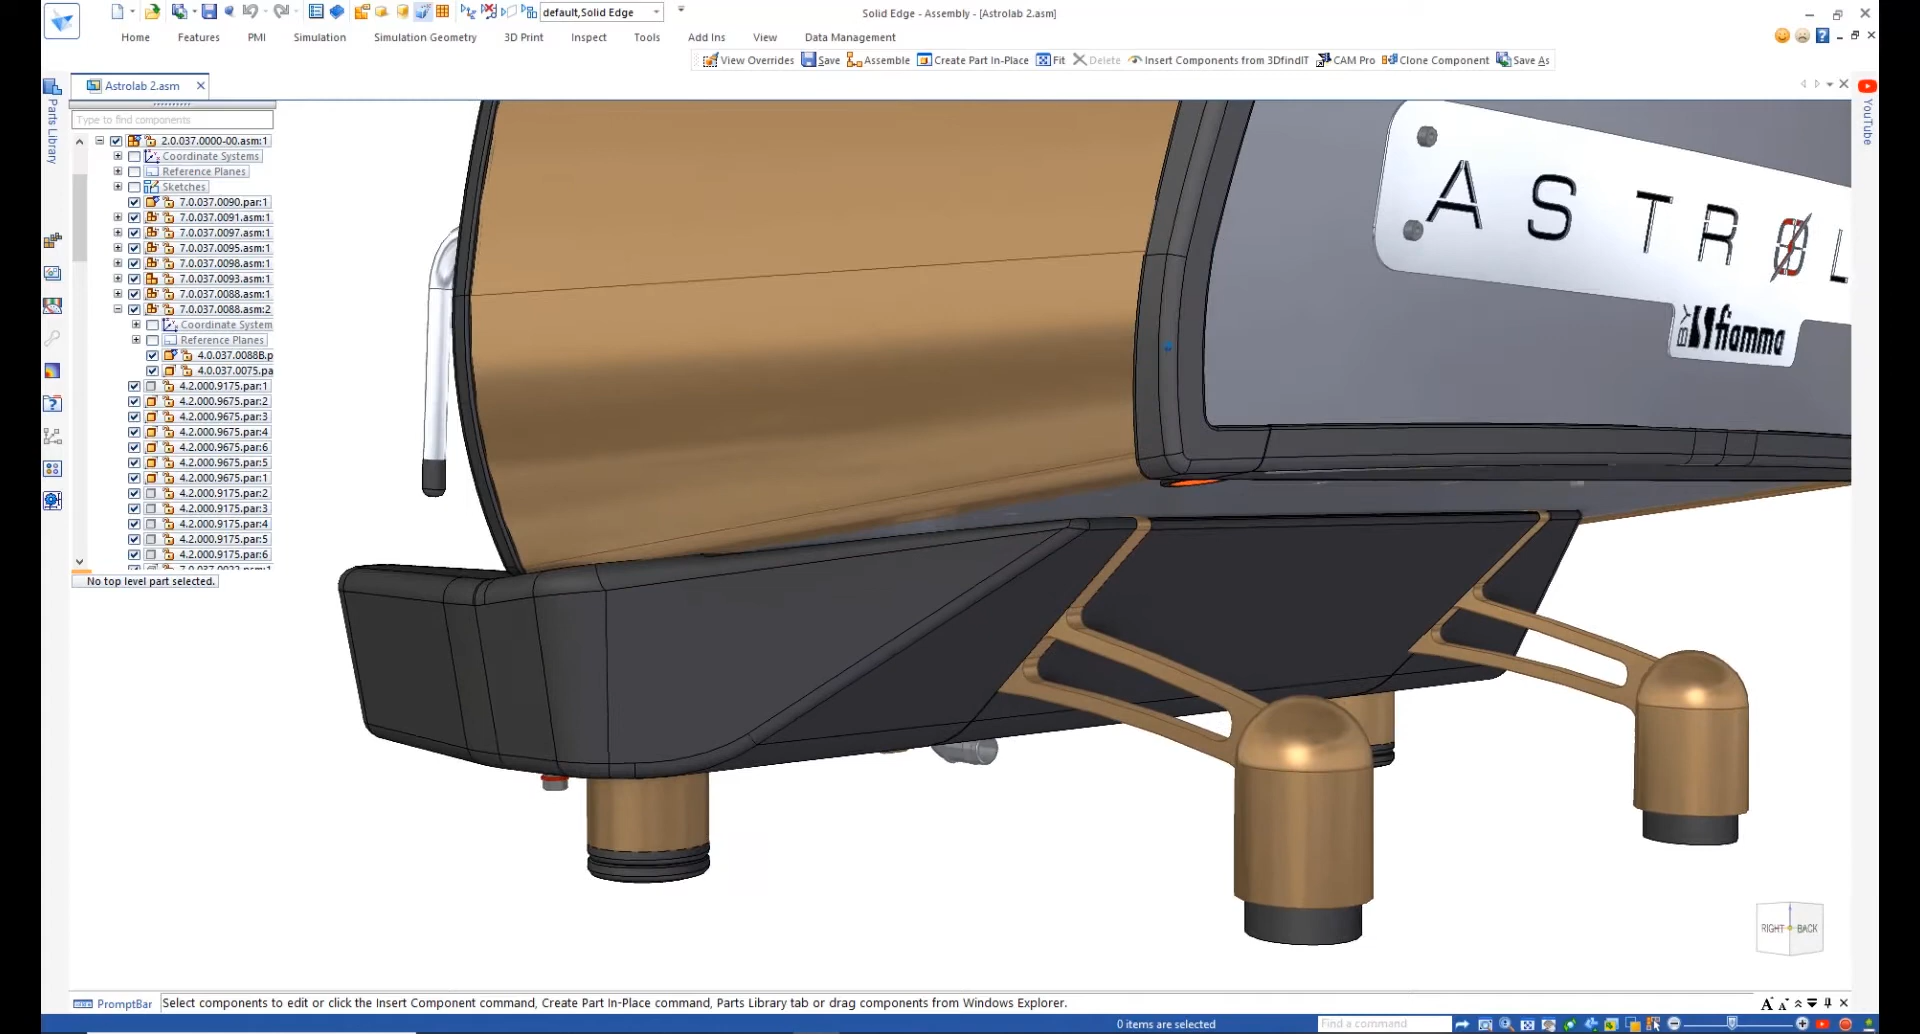 default,Solid Edge
Solid Edge - Assembly - [Astrolab 2.asm]
Home Features PMI Simulation Simulation Geometry 3D Print Inspect Tools Add Ins View Data Management
View Overrides Save Assemble Create Part In-Place Fit Delete Insert Components from 3DfindIT CAM Pro Clone Component Save As
Astrolab 2.asm
Parts Library
YouTube
Type to find components
2.0.037.0000-00.asm:1
Coordinate Systems
Reference Planes
Sketches
7.0.037.0090.par:1
7.0.037.0091.asm:1
7.0.037.0097.asm:1
7.0.037.0095.asm:1
7.0.037.0098.asm:1
7.0.037.0093.asm:1
7.0.037.0088.asm:1
7.0.037.0088.asm:2
Coordinate System
Reference Planes
4.0.037.0088B.p
4.0.037.0075.pa
4.2.000.9175.par:1
4.2.000.9675.par:2
4.2.000.9675.par:3
4.2.000.9675.par:4
4.2.000.9675.par:6
4.2.000.9675.par:5
4.2.000.9675.par:1
4.2.000.9175.par:2
4.2.000.9175.par:3
4.2.000.9175.par:4
4.2.000.9175.par:5
4.2.000.9175.par:6
No top level part selected.
ASTROL
BY fiamma
RIGHT BACK
PromptBar Select components to edit or click the Insert Component command, Create Part In-Place command, Parts Library tab or drag components from Windows Explorer.
0 items are selected
Find a command